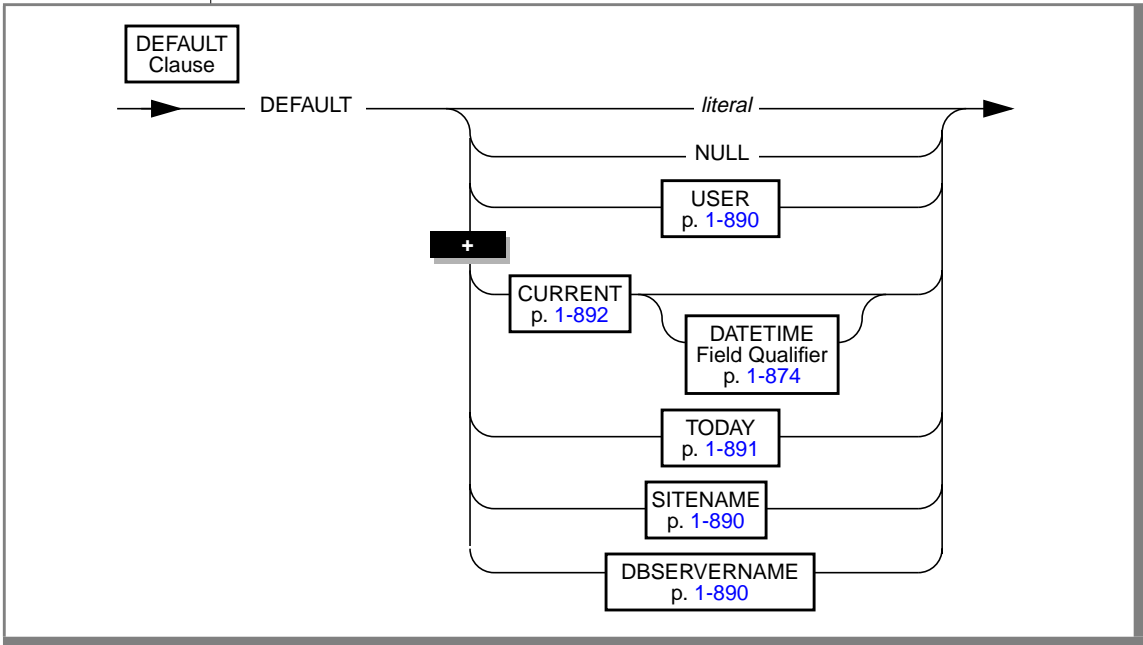 DEFAULT
Clause
DEFAULT
literal
NULL
USER
p. 1-890
+
CURRENT
p. 1-892
DATETIME
Field Qualifier
p. 1-874
TODAY
p. 1-891
SITENAME
p. 1-890
DBSERVERNAME
p. 1-890